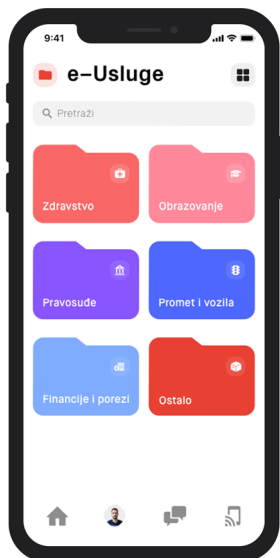 9:41
e-Usluge
Pretraži
Zdravstvo
Obrazovanje
Pravosuđe
Promet i vozila
Financije i porezi
Ostalo